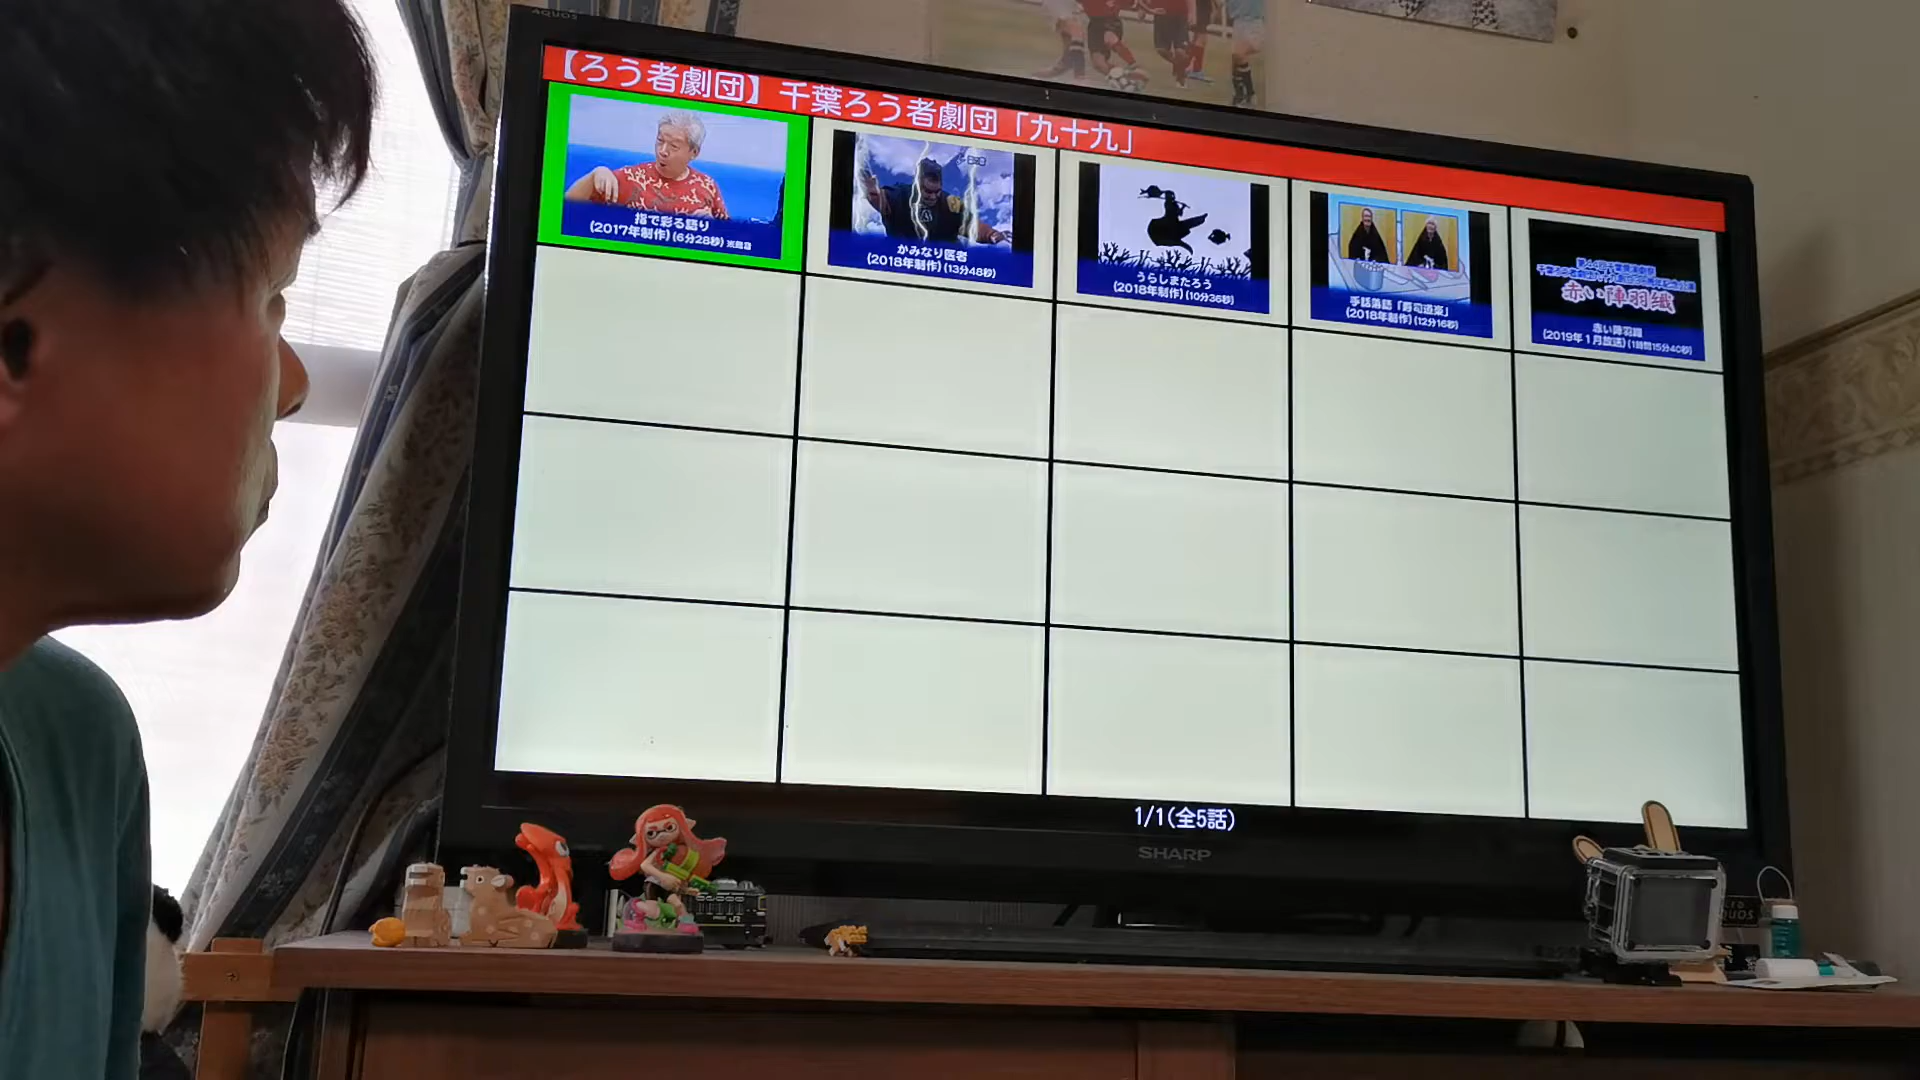 AQUOS
【ろう者劇団】千葉ろう者劇団「九十九」
指で彩る語り
(2017年制作)(6分28秒)
かみなり医者
(2018年制作)(13分48秒)
うらしまたろう
(2018年制作)(10分36秒)
手話落語「寿司道楽」
(2018年制作)(12分16秒)
赤い陣羽織
赤い陣羽織
(2019年1月放送)(1時間15分40秒)
1/1(全5話)
SHARP
JR